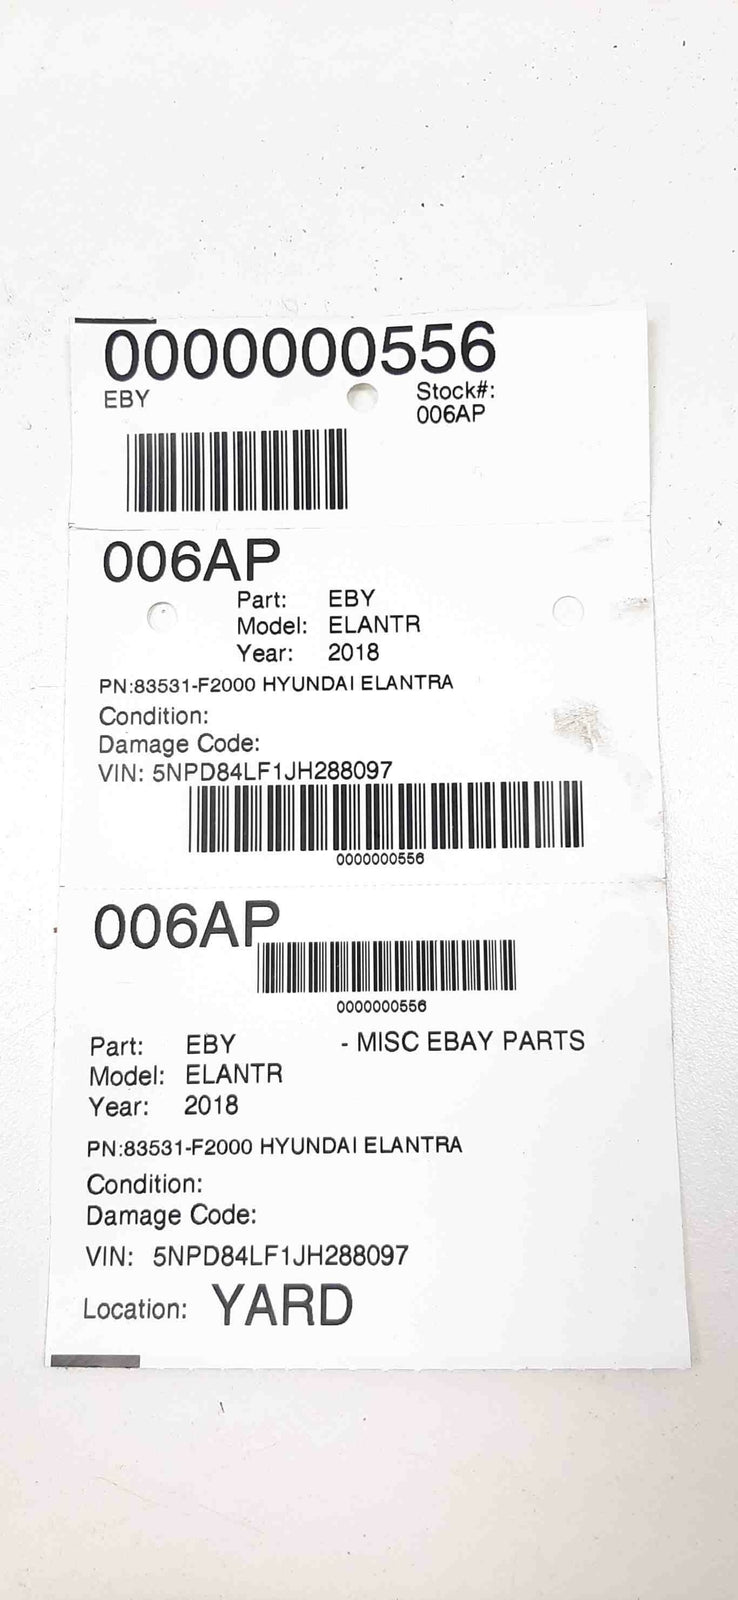 0000000556
EBY
Stock#:
006AP
006AP
Part: EBY
Model: ELANTR
Year: 2018
PN:83531-F2000 HYUNDAI ELANTRA
Condition:
Damage Code:
VIN: 5NPD84LF1JH288097
0000000556
006AP
0000000556
Part: EBY - MISC EBAY PARTS
Model: ELANTR
Year: 2018
PN:83531-F2000 HYUNDAI ELANTRA
Condition:
Damage Code:
VIN: 5NPD84LF1JH288097
Location: YARD